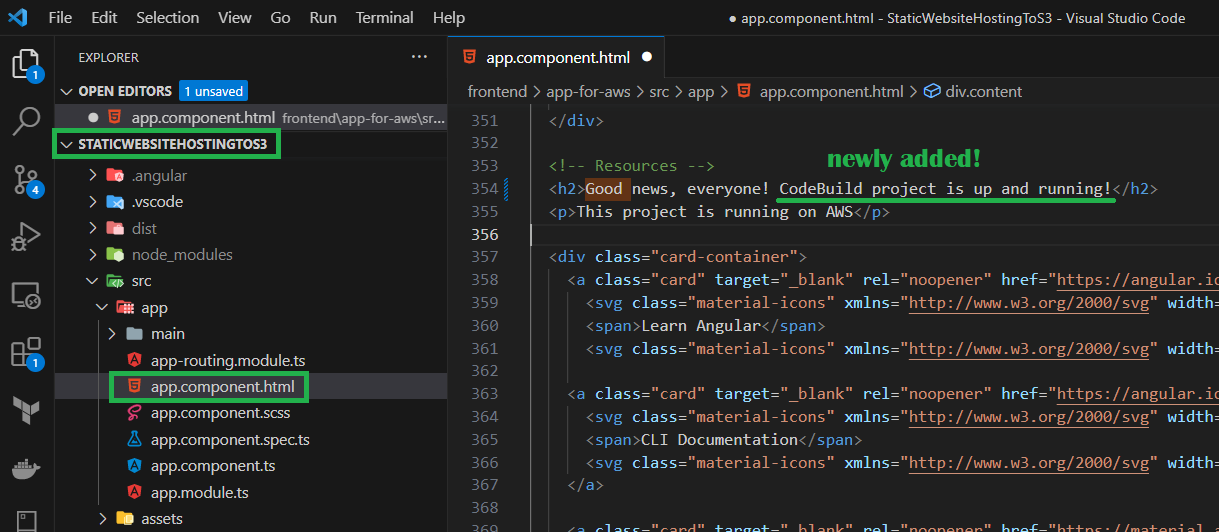 File Edit Selection View Go Run Terminal Help
● app.component.html - StaticWebsiteHostingToS3 - Visual Studio Code
EXPLORER
OPEN EDITORS 1 unsaved
app.component.html frontend\app-for-aws\sr...
STATICWEBSITEHOSTINGTOS3
.angular
.vscode
dist
node_modules
src
app
main
app-routing.module.ts
app.component.html
app.component.scss
app.component.spec.ts
app.component.ts
app.module.ts
assets
1
4
1
app.component.html
frontend > app-for-aws > src > app > app.component.html > div.content
newly added!
351 </div>
352
353 <!-- Resources -->
354 <h2>Good news, everyone! CodeBuild project is up and running!</h2>
355 <p>This project is running on AWS</p>
356
357 <div class="card-container">
358 <a class="card" target="_blank" rel="noopener" href="https://angular.io
359 <svg class="material-icons" xmlns="http://www.w3.org/2000/svg" width=
360 <span>Learn Angular</span>
361 <svg class="material-icons" xmlns="http://www.w3.org/2000/svg" width=
362
363 <a class="card" target="_blank" rel="noopener" href="https://angular.io
364 <svg class="material-icons" xmlns="http://www.w3.org/2000/svg" width=
365 <span>CLI Documentation</span>
366 <svg class="material-icons" xmlns="http://www.w3.org/2000/svg" width=
367 </a>
368
369 <a class="card" target="_blank" rel="noopener" href="https://material.a